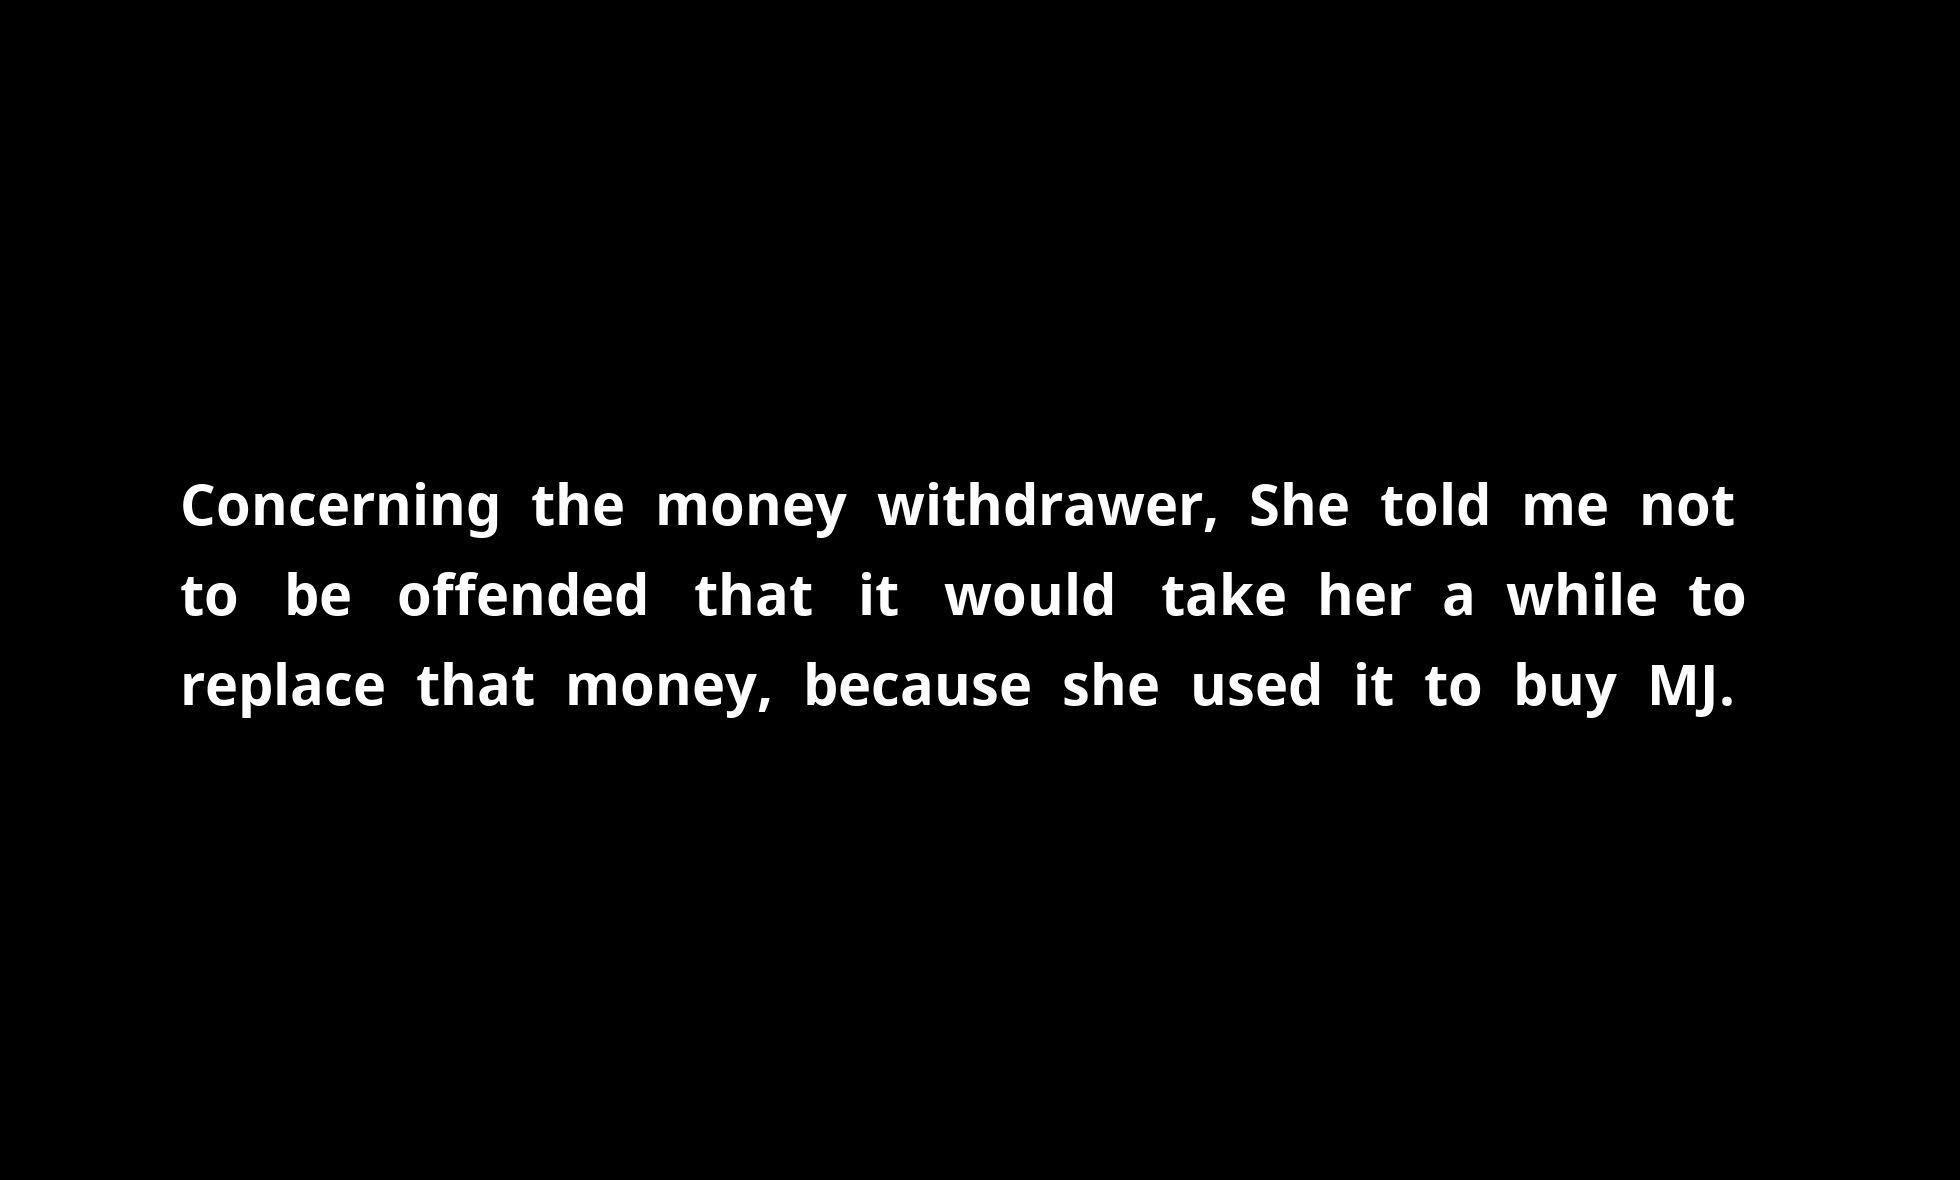 Concerning the money withdrawer, She told me not
to be offended that it would take her a while to
replace that money, because she used it to buy MJ.